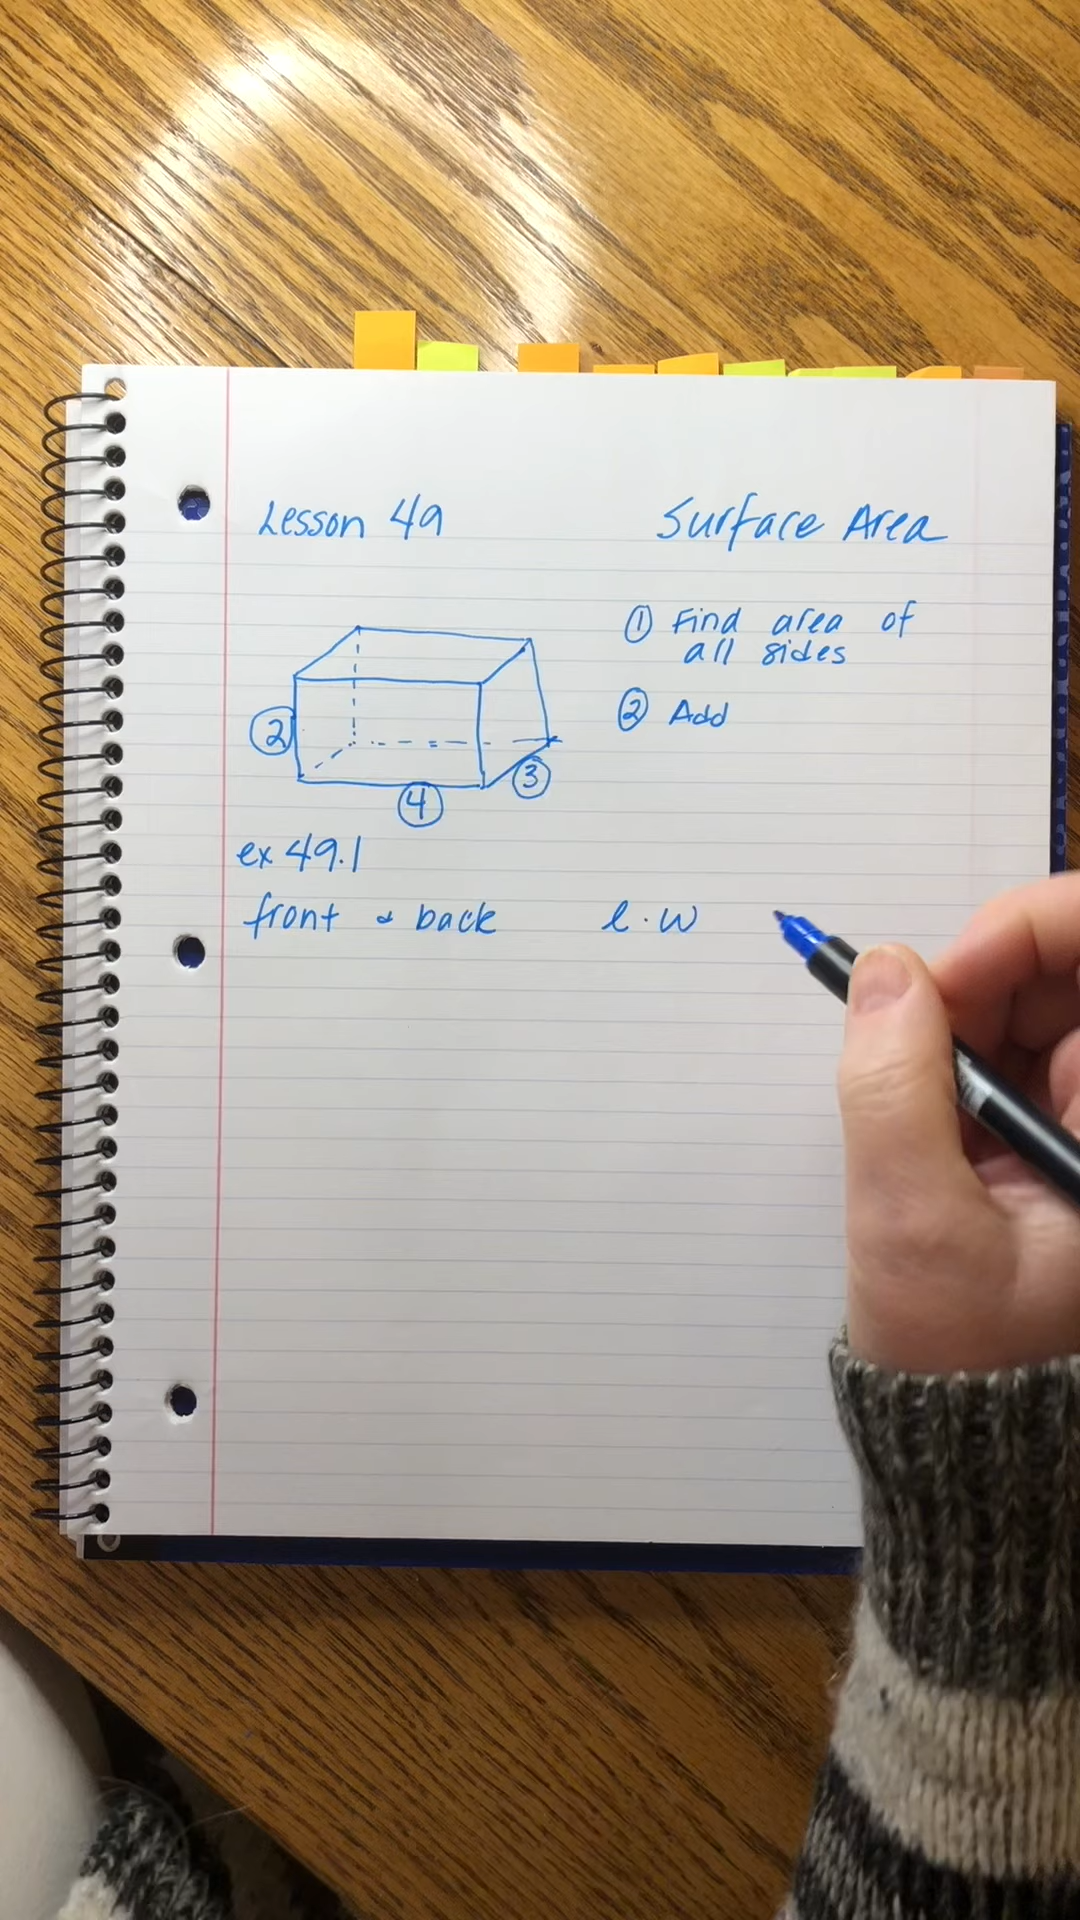 Lesson 49
Surface Area
① Find area of
all sides
② Add
2
3
4
ex 49.1
front & back l · w